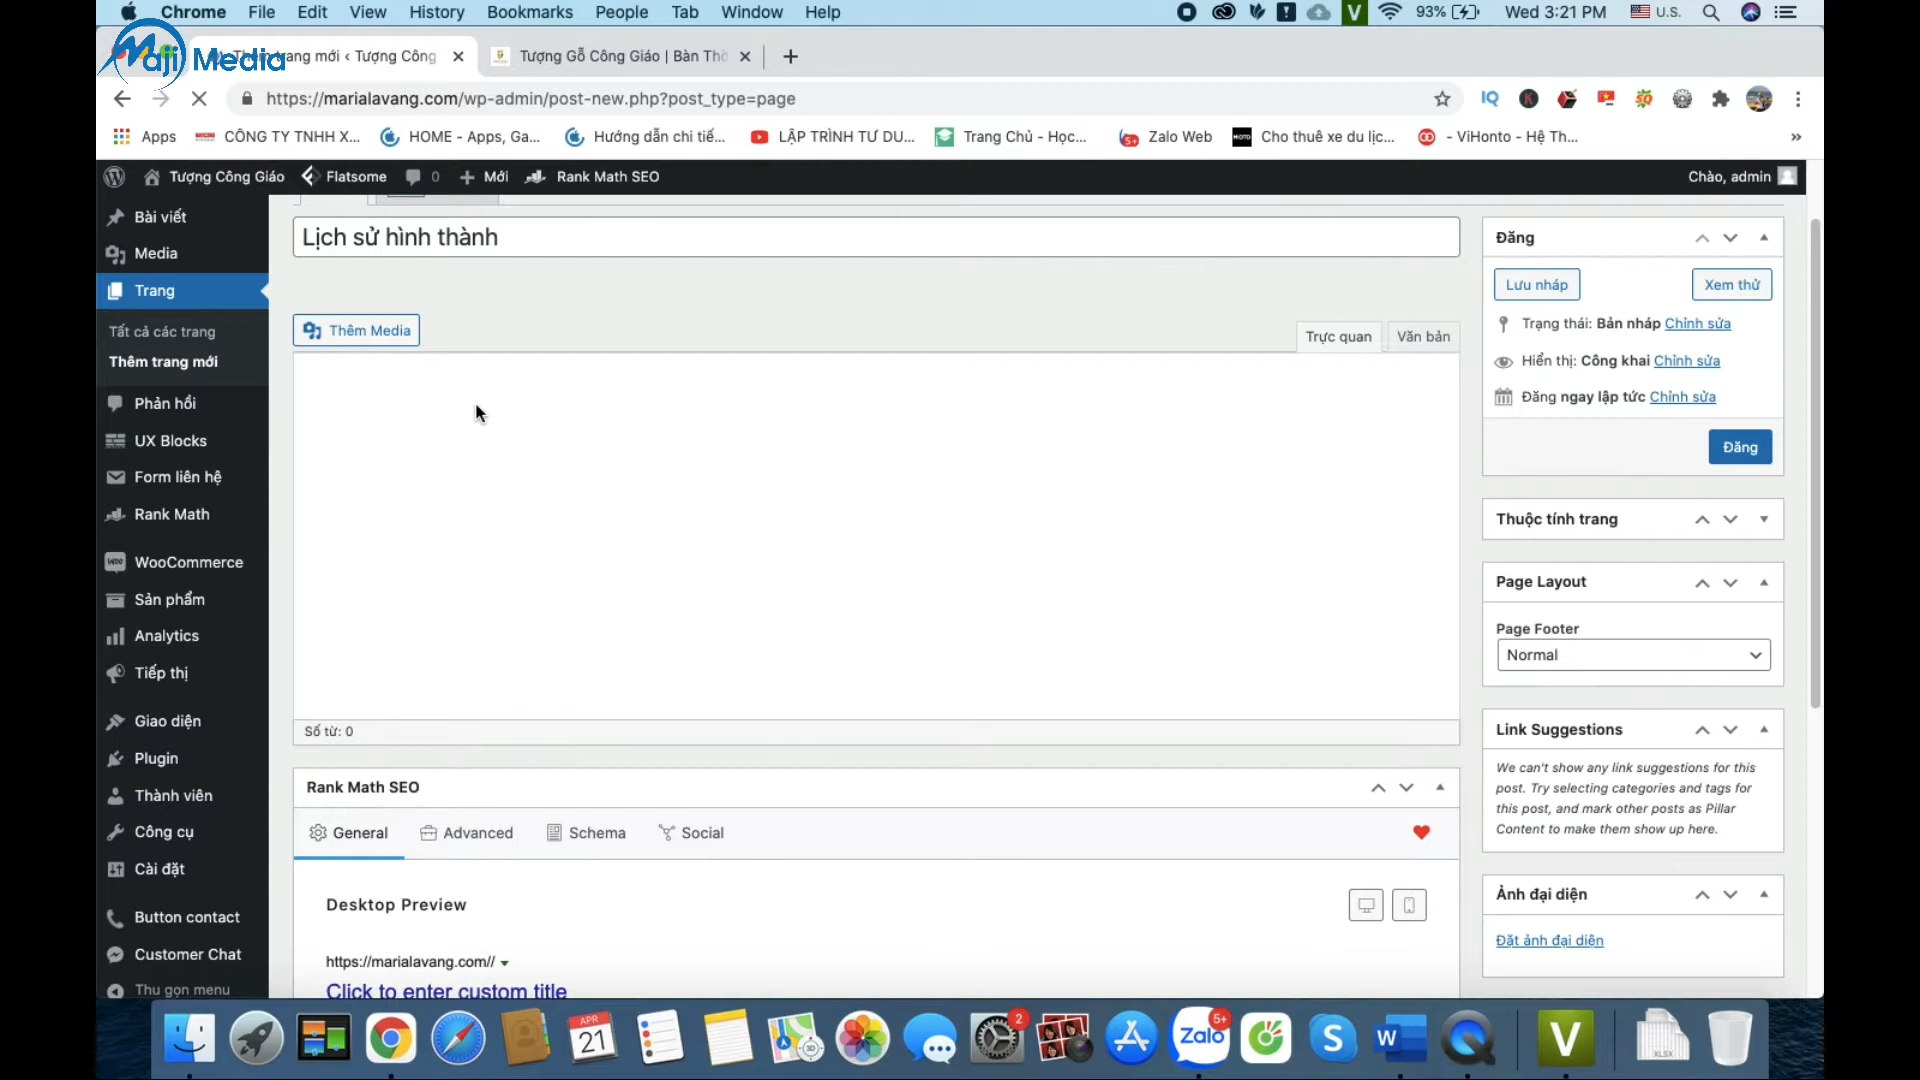 Chrome File Edit View History Bookmarks People Tab Window Help
93% Wed 3:21 PM U.S.
Maji Media
trang mới ‹ Tượng Công
Tượng Gỗ Công Giáo | Bàn Thờ
https://marialavang.com/wp-admin/post-new.php?post_type=page
Apps CÔNG TY TNHH X... HOME - Apps, Ga... Hướng dẫn chi tiế... LẬP TRÌNH TƯ DU... Trang Chủ - Học... Zalo Web Cho thuê xe du lịc... - ViHonto - Hệ Th... »
Tượng Công Giáo Flatsome 0 Mới Rank Math SEO Chào, admin
Bài viết
Media
Trang
Tất cả các trang
Thêm trang mới
Phản hồi
UX Blocks
Form liên hệ
Rank Math
WooCommerce
Sản phẩm
Analytics
Tiếp thị
Giao diện
Plugin
Thành viên
Công cụ
Cài đặt
Button contact
Customer Chat
Thu gọn menu
Lịch sử hình thành
Thêm Media
Trực quan Văn bản
Số từ: 0
Rank Math SEO
General Advanced Schema Social
Desktop Preview
https://marialavang.com//
Click to enter custom title
Đăng
Lưu nháp Xem thử
Trạng thái: Bản nháp Chỉnh sửa
Hiển thị: Công khai Chỉnh sửa
Đăng ngay lập tức Chỉnh sửa
Đăng
Thuộc tính trang
Page Layout
Page Footer
Normal
Link Suggestions
We can't show any link suggestions for this
post. Try selecting categories and tags for
this post, and mark other posts as Pillar
Content to make them show up here.
Ảnh đại diện
Đặt ảnh đại diện
APR
21
2
Zalo
5+
S
W
V
XLSX